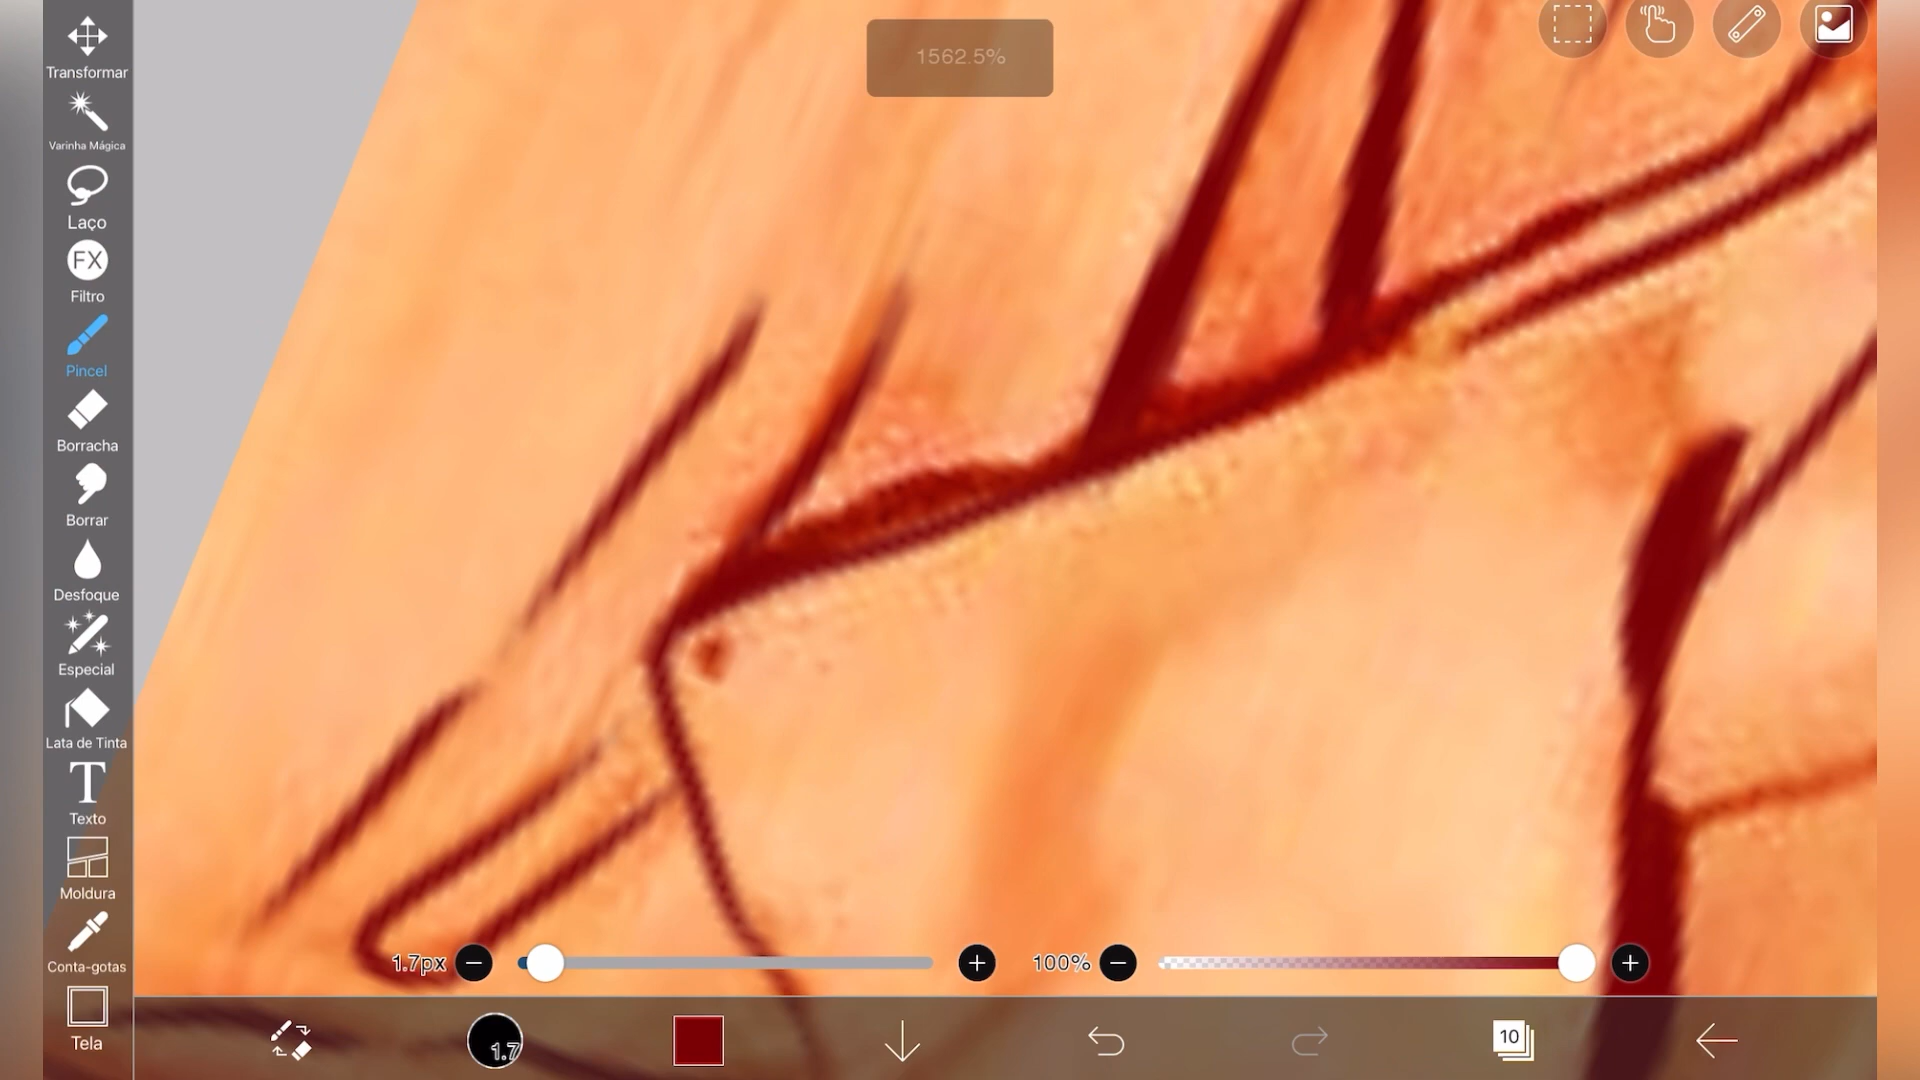 1562.5%
Transformar
Varinha Mágica
Laço
FX
Filtro
Pincel
Borracha
Borrar
Desfoque
Especial
Lata de Tinta
T
Texto
Moldura
Conta-gotas
Tela
1.7px
100%
1.7
10